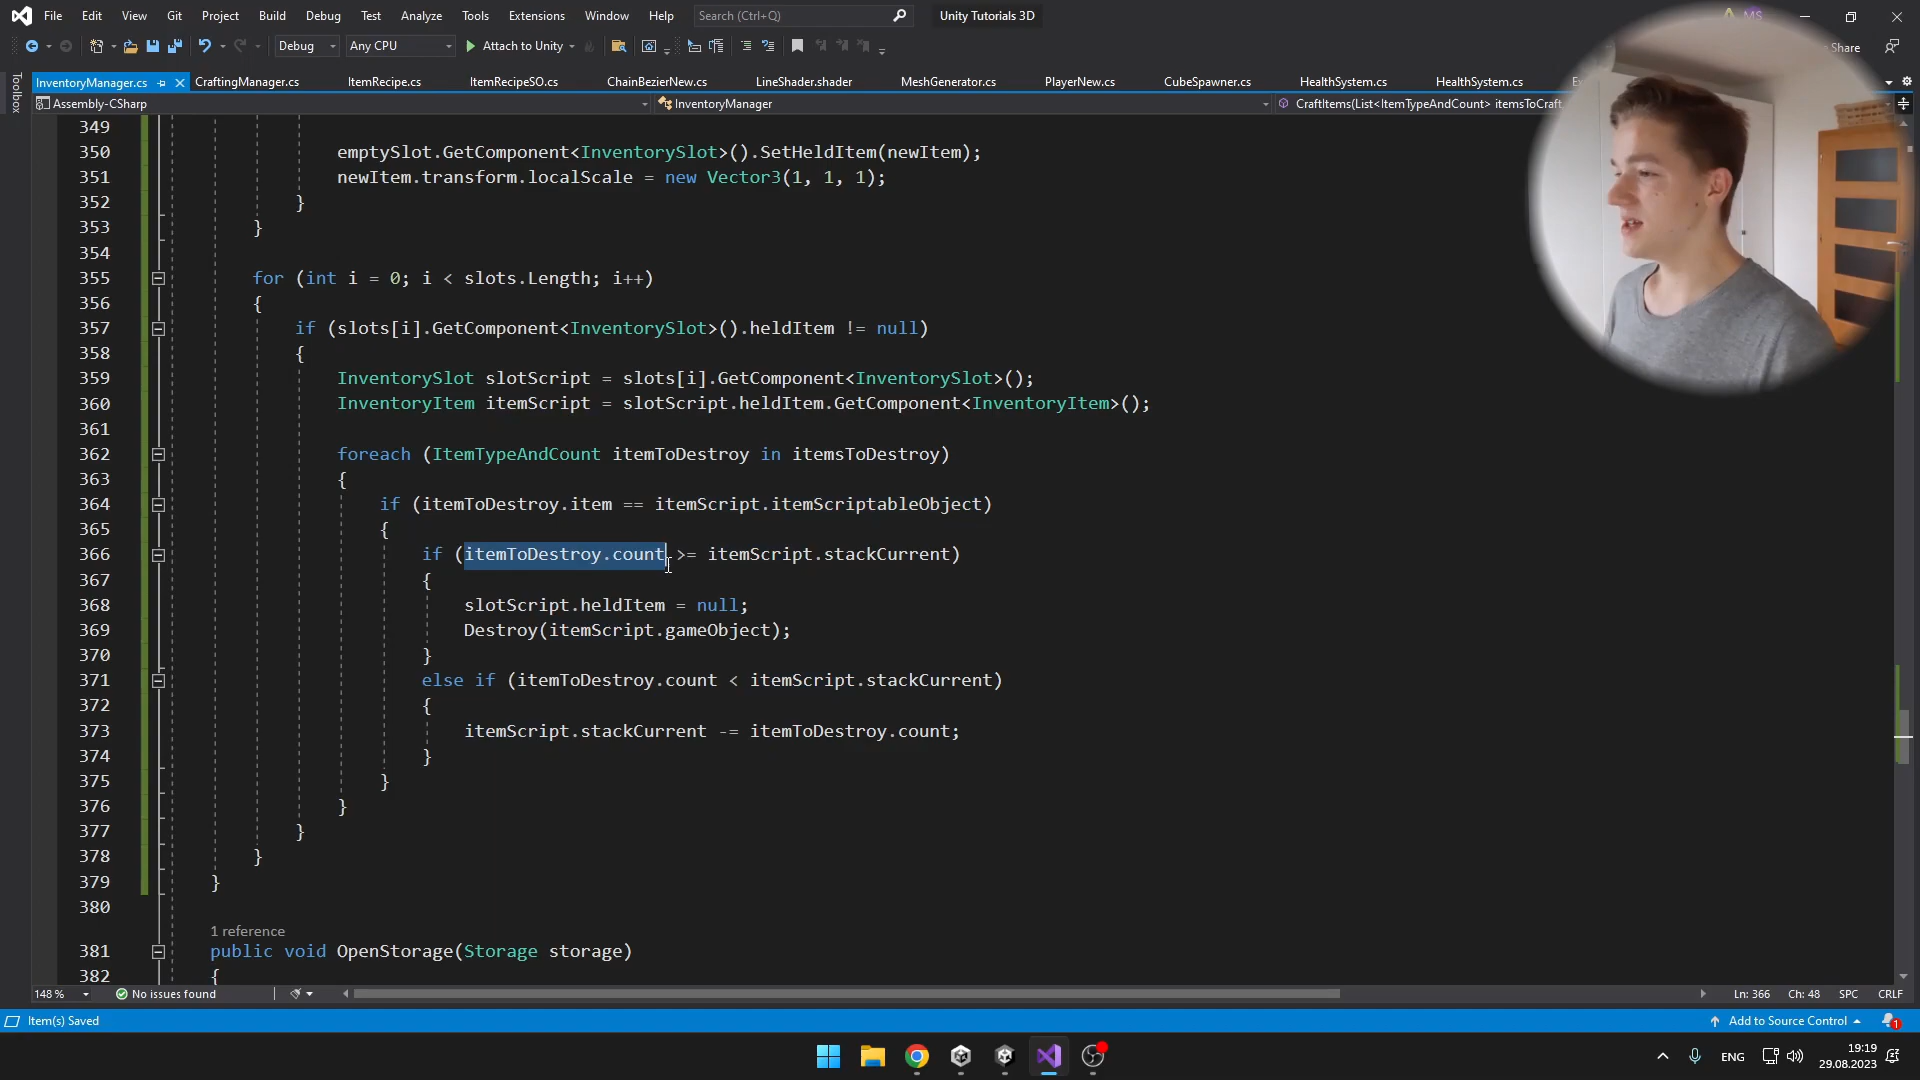 File Edit View Git Project Build Debug Test Analyze Tools Extensions Window Help Search (Ctrl+Q) Unity Tutorials 3D MS
Debug Any CPU Attach to Unity Share
InventoryManager.cs CraftingManager.cs ItemRecipe.cs ItemRecipeSO.cs ChainBezierNew.cs LineShader.shader MeshGenerator.cs PlayerNew.cs CubeSpawner.cs HealthSystem.cs HealthSystem.cs
Toolbox
Assembly-CSharp InventoryManager CraftItems(List<ItemTypeAndCount> itemsToCraft,
349
350 emptySlot.GetComponent<InventorySlot>().SetHeldItem(newItem);
351 newItem.transform.localScale = new Vector3(1, 1, 1);
352 }
353 }
354
355 for (int i = 0; i < slots.Length; i++)
356 {
357 if (slots[i].GetComponent<InventorySlot>().heldItem != null)
358 {
359 InventorySlot slotScript = slots[i].GetComponent<InventorySlot>();
360 InventoryItem itemScript = slotScript.heldItem.GetComponent<InventoryItem>();
361
362 foreach (ItemTypeAndCount itemToDestroy in itemsToDestroy)
363 {
364 if (itemToDestroy.item == itemScript.itemScriptableObject)
365 {
366 if (itemToDestroy.count >= itemScript.stackCurrent)
367 {
368 slotScript.heldItem = null;
369 Destroy(itemScript.gameObject);
370 }
371 else if (itemToDestroy.count < itemScript.stackCurrent)
372 {
373 itemScript.stackCurrent -= itemToDestroy.count;
374 }
375 }
376 }
377 }
378 }
379 }
380
1 reference
381 public void OpenStorage(Storage storage)
382 {
148 % No issues found Ln: 366 Ch: 48 SPC CRLF
Item(s) Saved Add to Source Control 1
ENG 19:19
29.08.2023